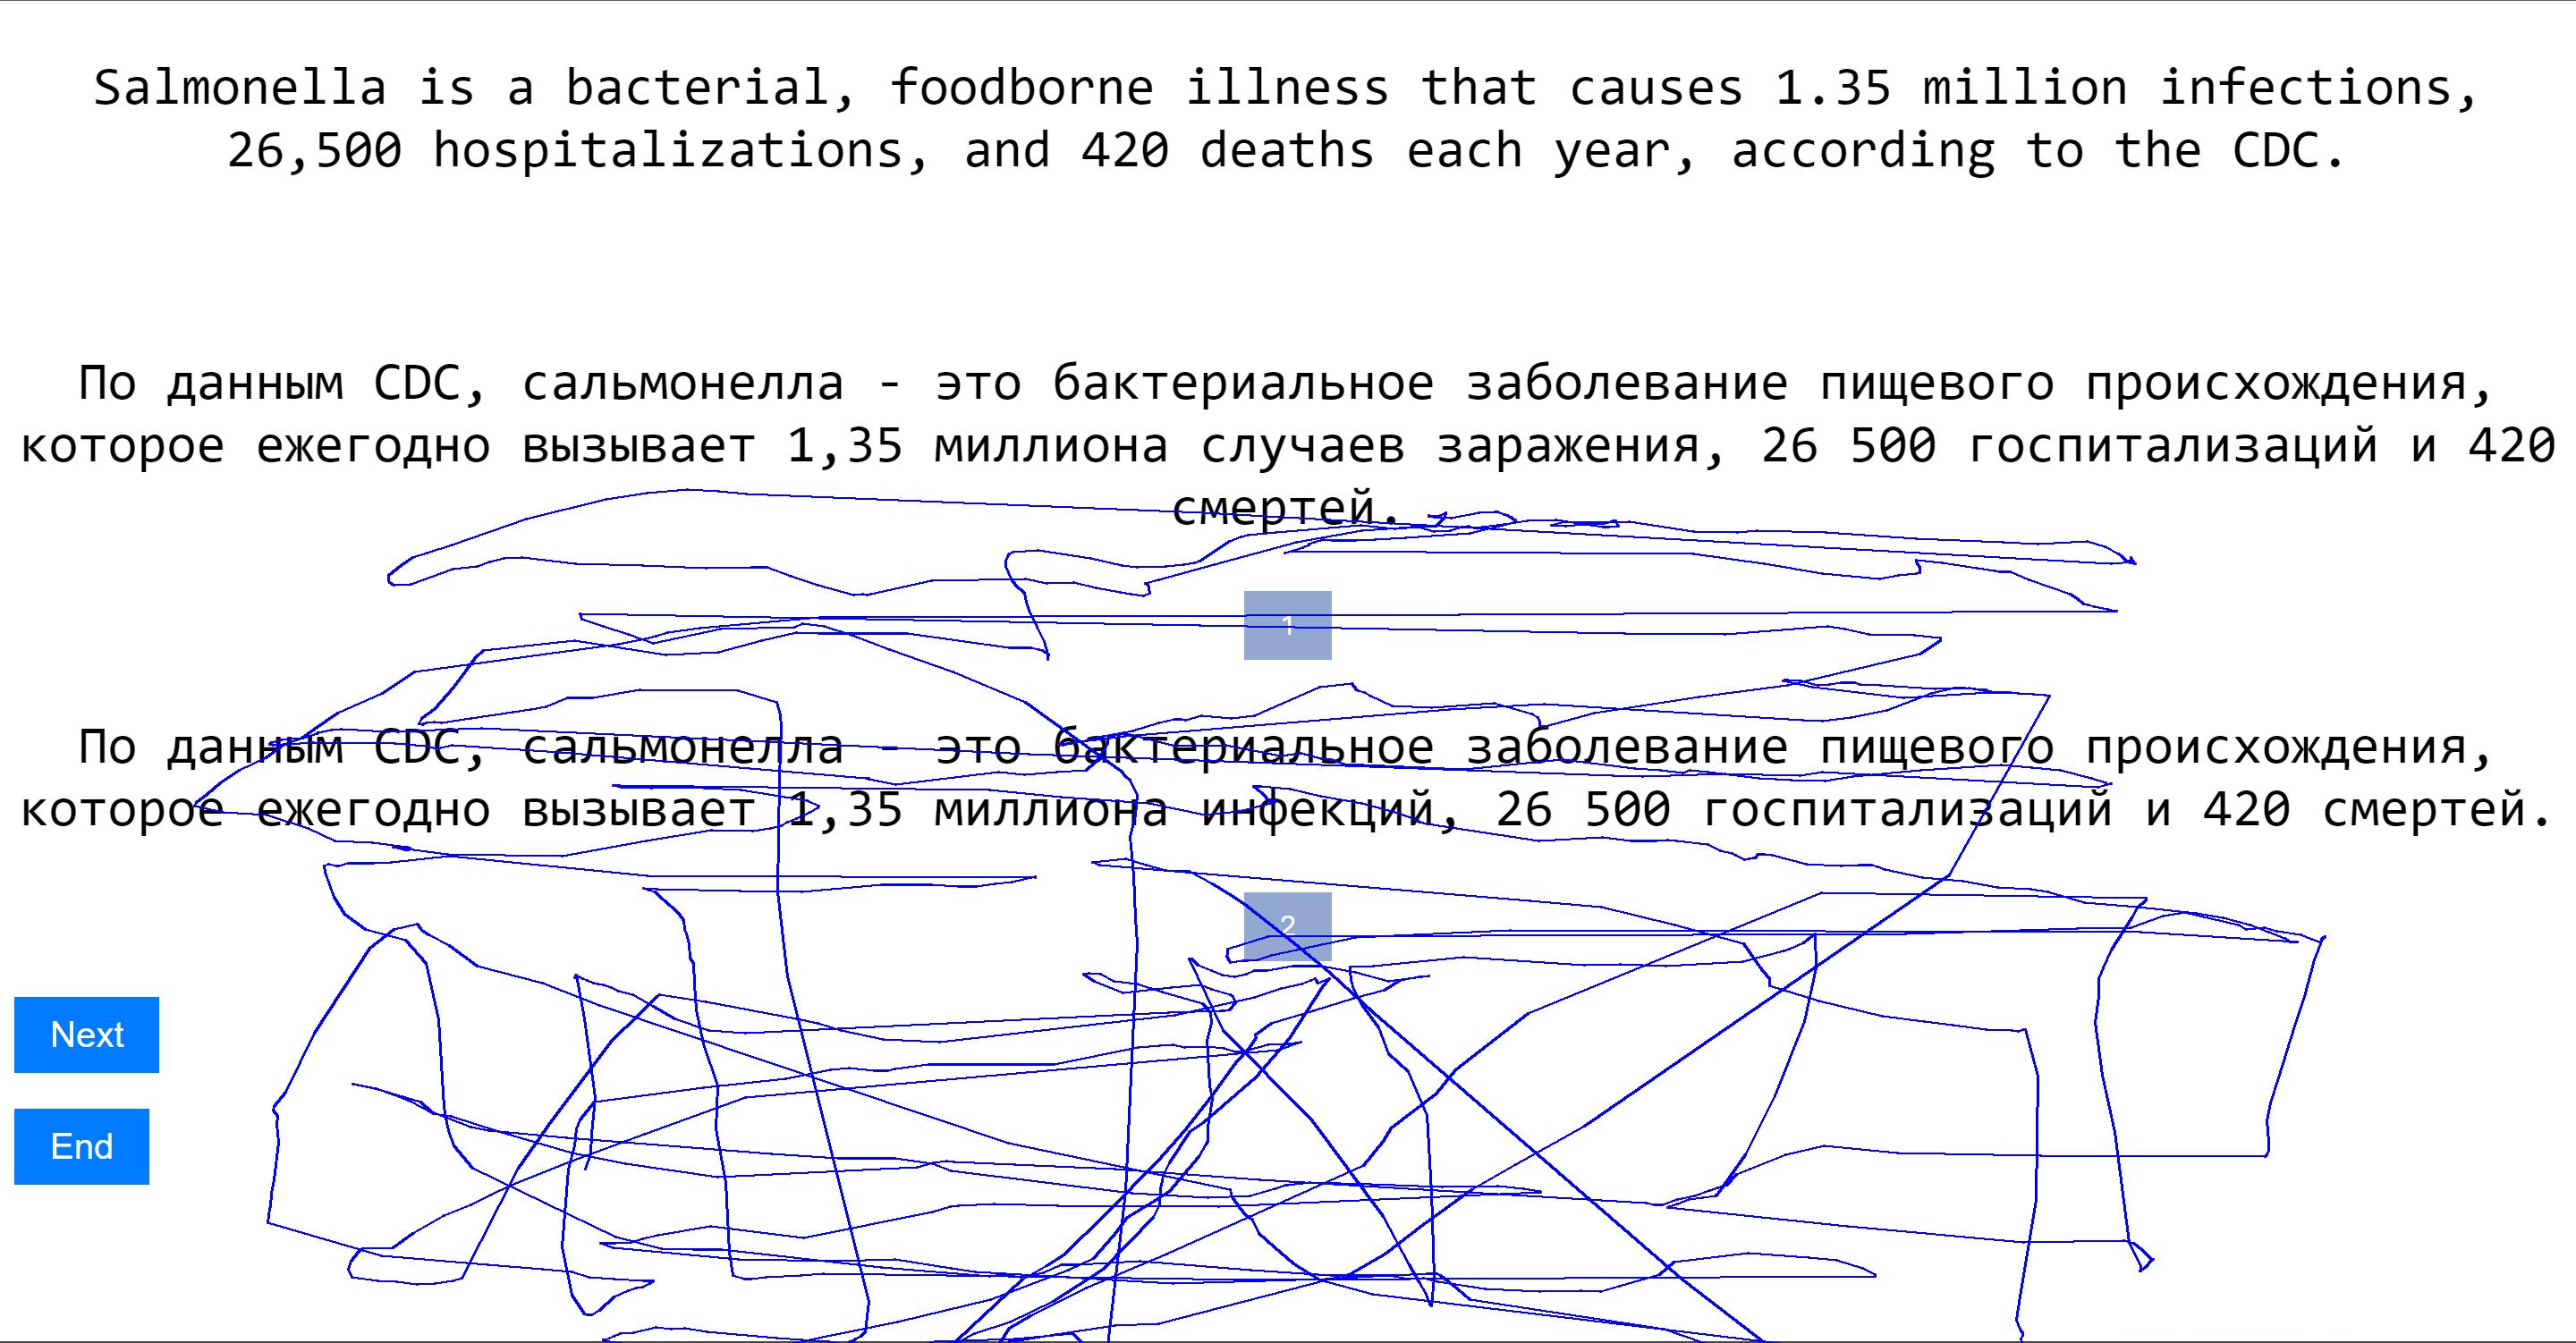 Salmonella is a bacterial, foodborne illness that causes 1.35 million infections,
26,500 hospitalizations, and 420 deaths each year, according to the CDC.
По данным CDC, сальмонелла - это бактериальное заболевание пищевого происхождения,
которое ежегодно вызывает 1,35 миллиона случаев заражения, 26 500 госпитализаций и 420
смертей.
1
По данным CDC, сальмонелла - это бактериальное заболевание пищевого происхождения,
которое ежегодно вызывает 1,35 миллиона инфекций, 26 500 госпитализаций и 420 смертей.
2
Next
End